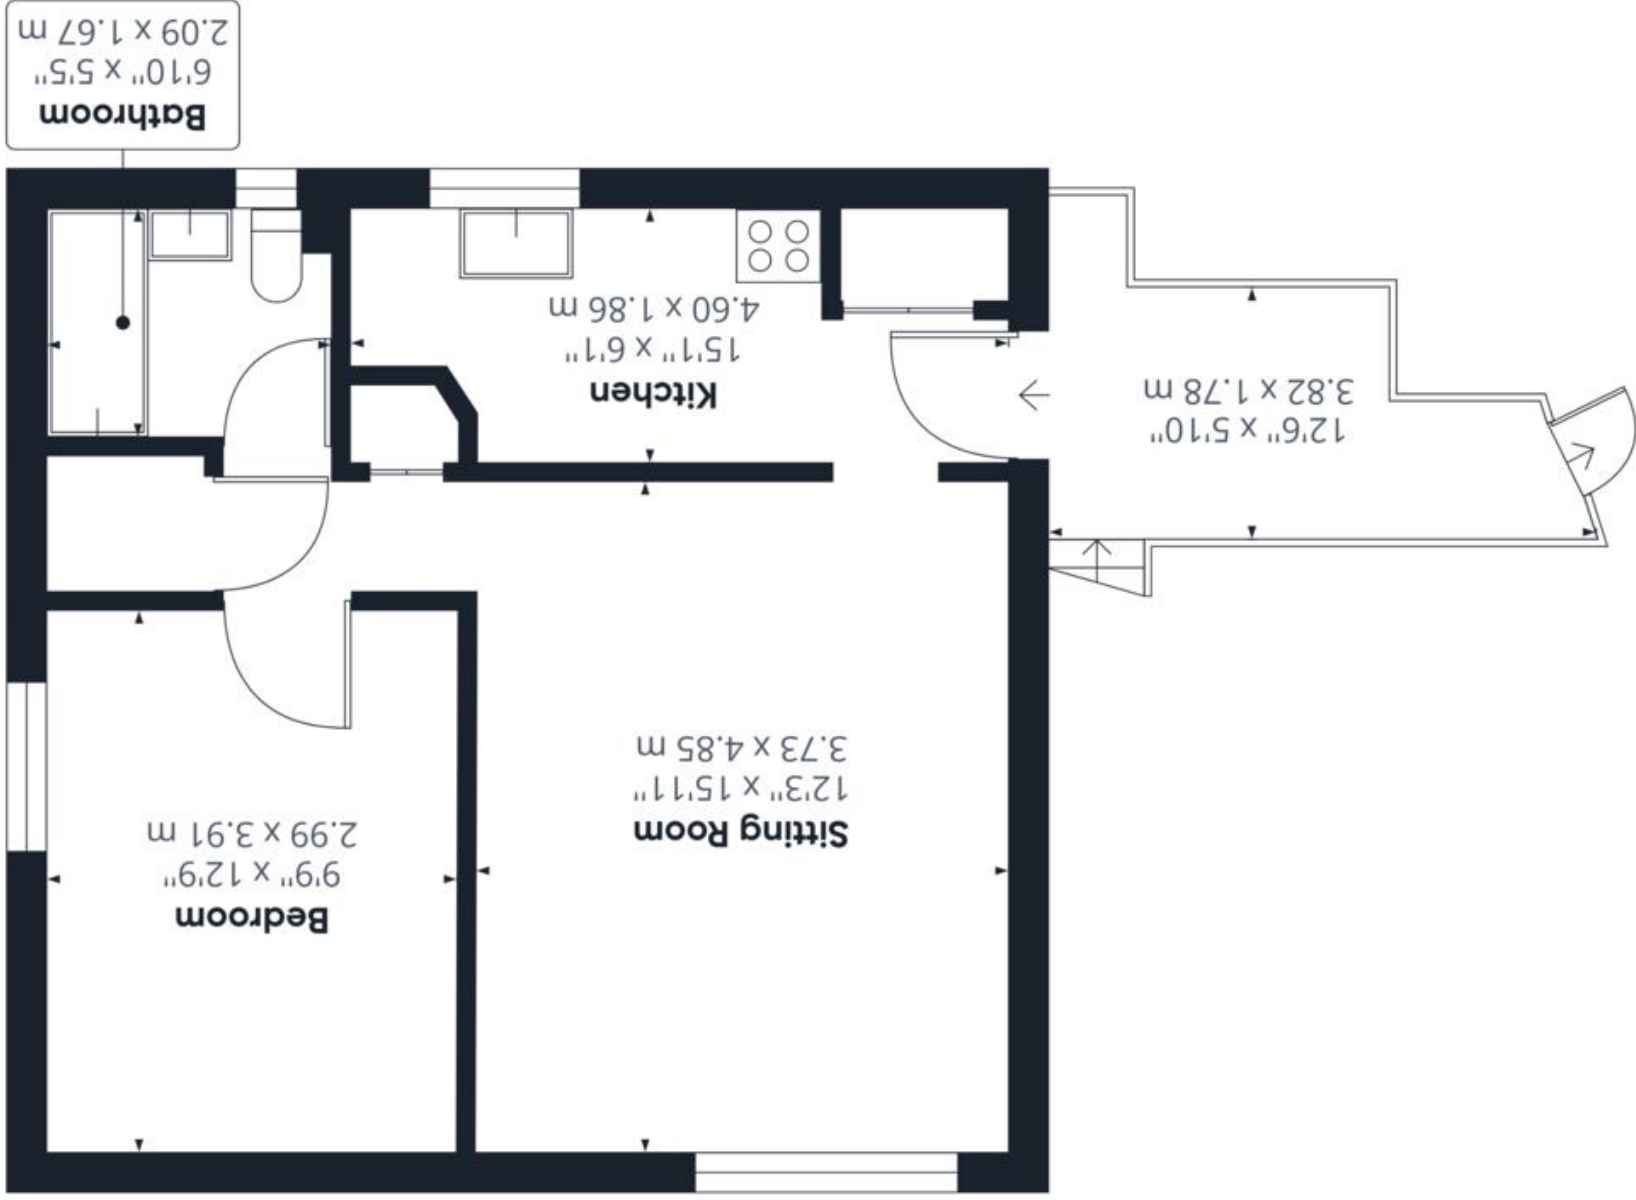 12'6" x 5'10"
3.82 x 1.78 m
Sitting Room
12'3" x 15'11"
3.73 x 4.85 m
Bedroom
9'9" x 12'9"
2.99 x 3.91 m
Kitchen
15'1" x 6'1"
4.60 x 1.86 m
Bathroom
6'10" x 5'5"
2.09 x 1.67 m